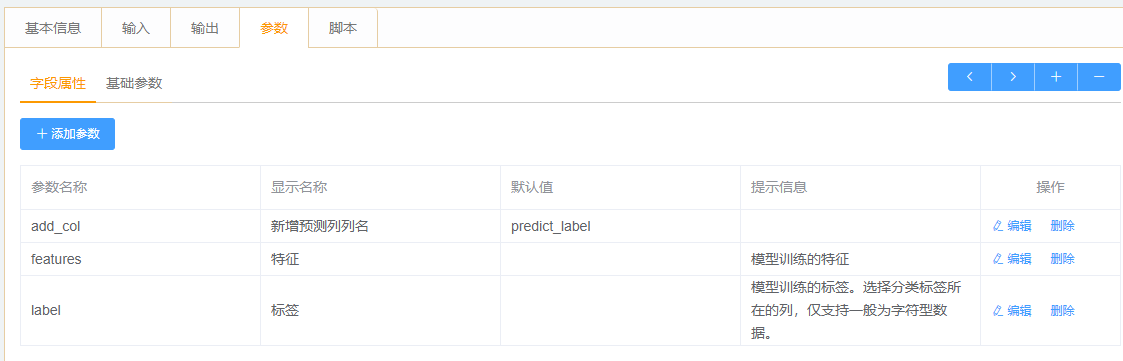 基本信息 输入 输出 参数 脚本
字段属性 基础参数
添加参数
参数名称 显示名称 默认值 提示信息 操作
add_col 新增预测列列名 predict_label 编辑 删除
features 特征 模型训练的特征 编辑 删除
模型训练的标签。选择分类标签所
label 标签 在的列，仅支持一般为字符型数 编辑 删除
据。